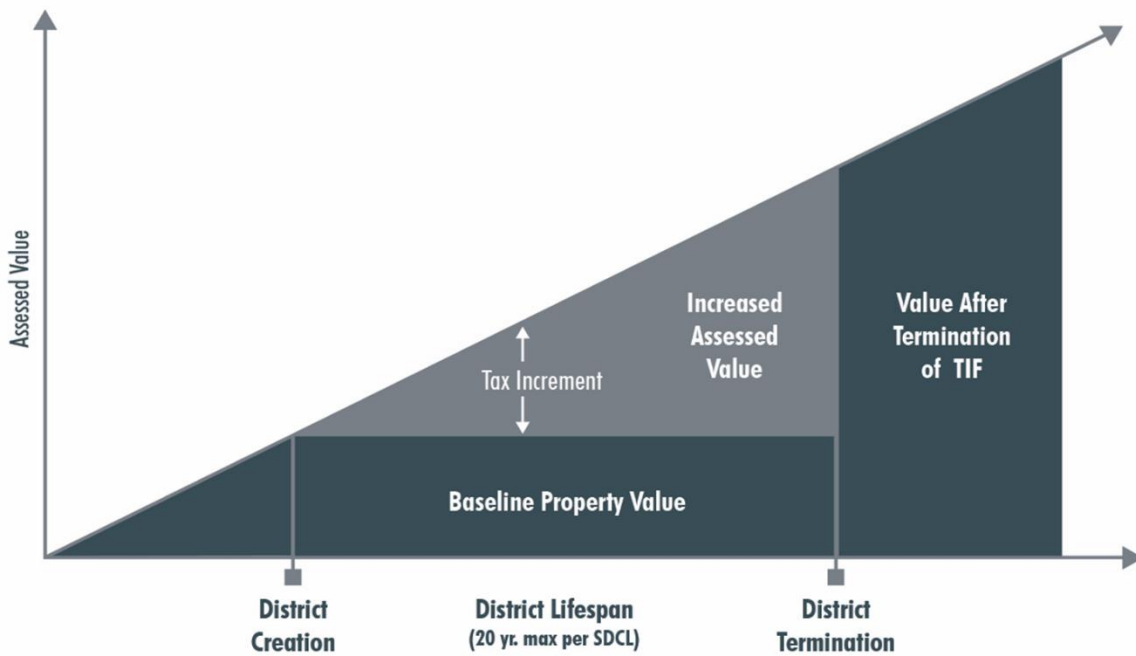 Assessed Value
Increased
Assessed
Value
Value After
Termination
of TIF
Tax Increment
Baseline Property Value
District
Creation
District Lifespan
(20 yr. max per SDCL)
District
Termination